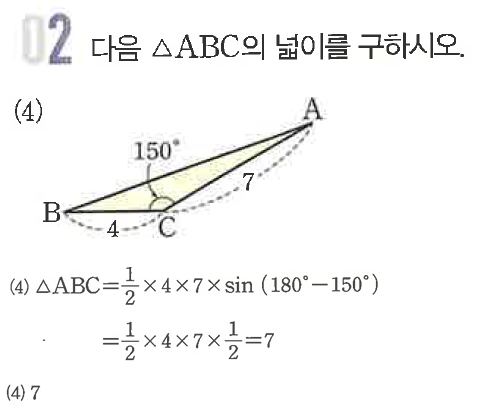 02 다음 △ABC의 넓이를 구하시오.
(4)
A
150°
7
B
4
C
(4) △ABC=1/2×4×7×sin (180°-150°)
=1/2×4×7×1/2=7
(4) 7